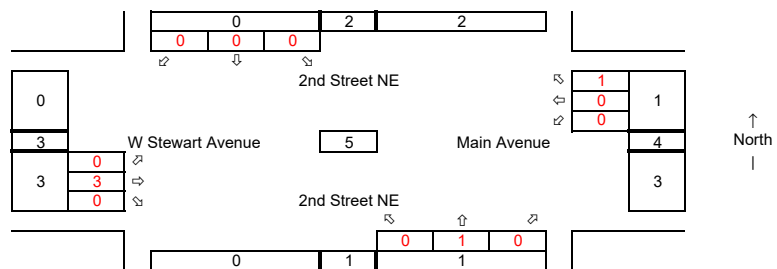 0 2 2
0 0 0
2nd Street NE
1
0 0 1
0
3 W Stewart Avenue 5 Main Avenue 4
0
3 3 3
0
2nd Street NE
0 1 0
0 1 1
↑
North
|